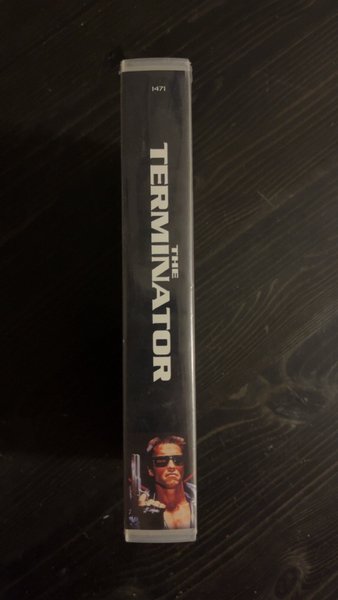 1471
THE
TERMINATOR